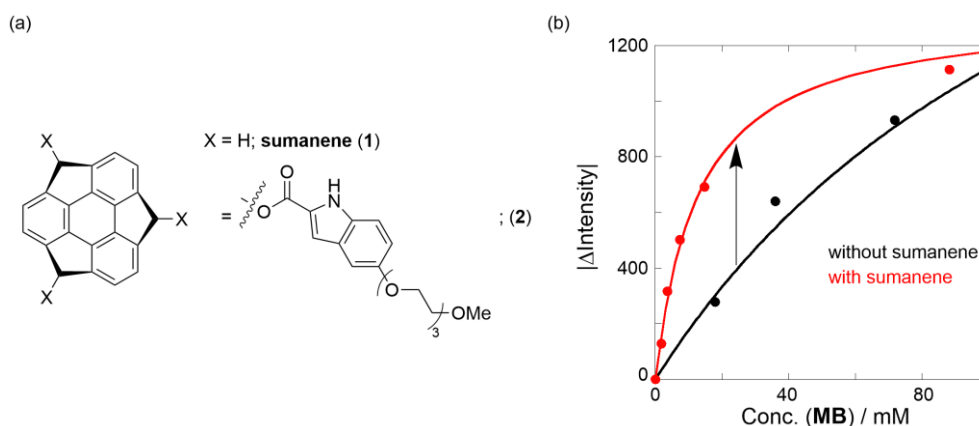 (a)
(b)
X = H; sumanene (1)
X
H
=
O
O
H
N
; (2)
H
X
X
H
(O
)
3
OMe
1200
800
400
0
|ΔIntensity|
without sumanene
with sumanene
0
40
80
Conc. (MB) / mM